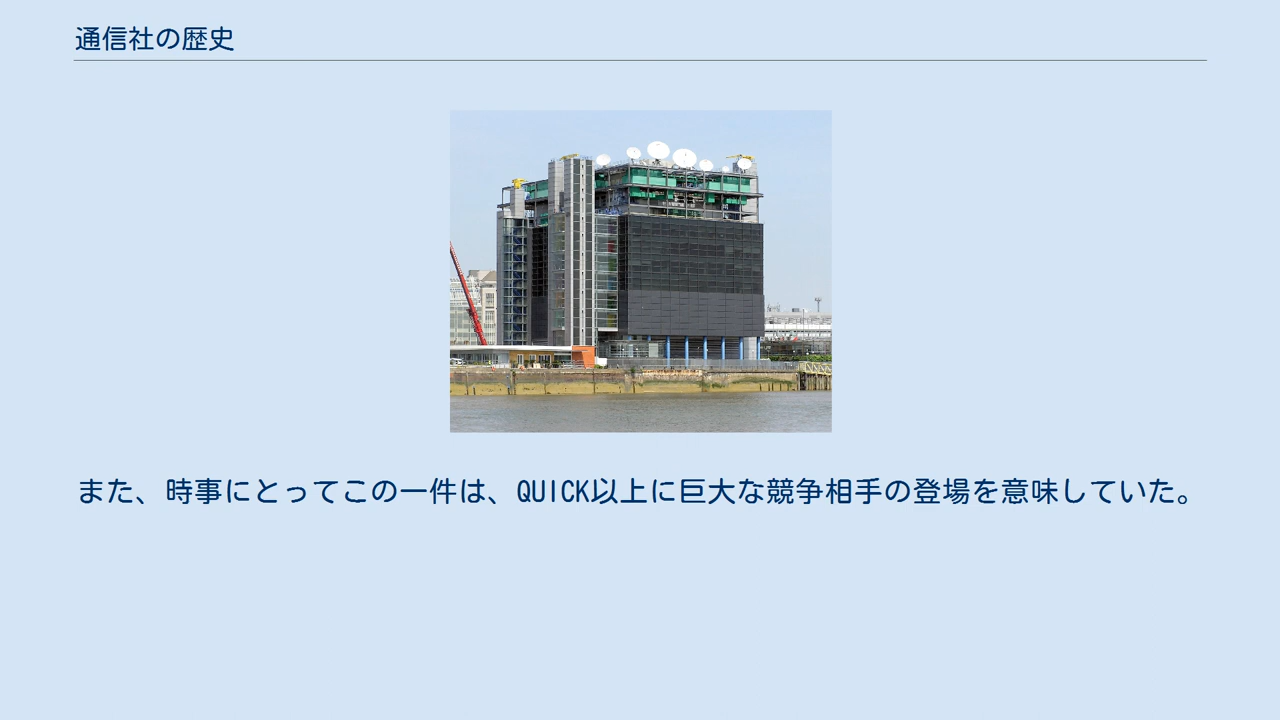 通信社の歴史
また、時事にとってこの一件は、QUICK以上に巨大な競争相手の登場を意味していた。